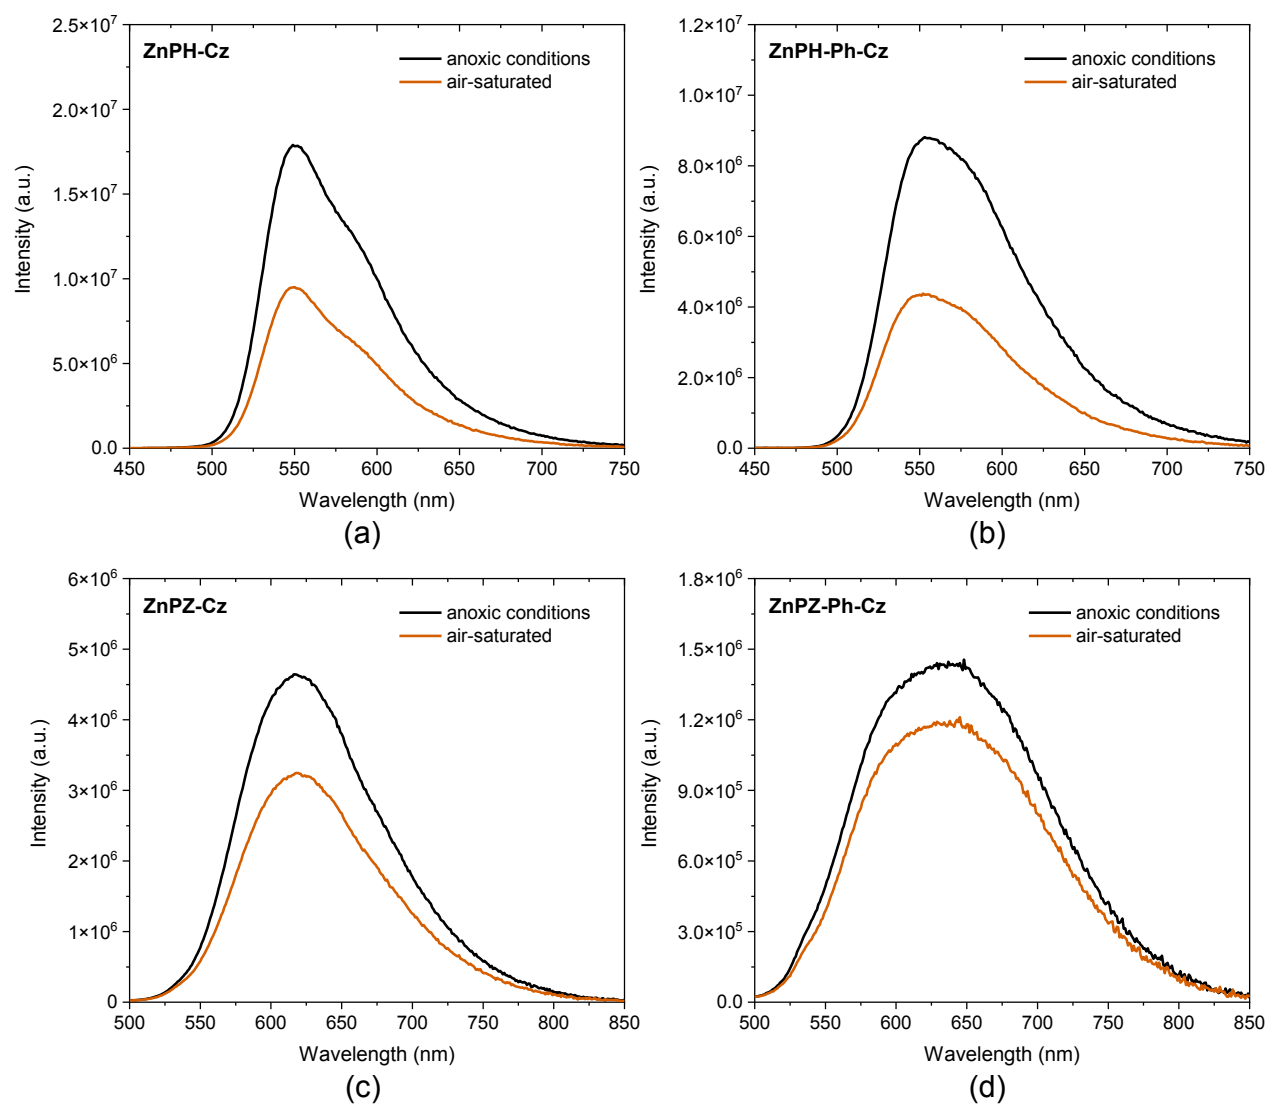 ZnPH-Cz
anoxic conditions
air-saturated
2.5×10⁷
2.0×10⁷
1.5×10⁷
1.0×10⁷
5.0×10⁶
0.0
Intensity (a.u.)
450 500 550 600 650 700 750
Wavelength (nm)
(a)
ZnPH-Ph-Cz
anoxic conditions
air-saturated
1.2×10⁷
1.0×10⁷
8.0×10⁶
6.0×10⁶
4.0×10⁶
2.0×10⁶
0.0
Intensity (a.u.)
450 500 550 600 650 700 750
Wavelength (nm)
(b)
ZnPZ-Cz
anoxic conditions
air-saturated
6×10⁶
5×10⁶
4×10⁶
3×10⁶
2×10⁶
1×10⁶
0
Intensity (a.u.)
500 550 600 650 700 750 800 850
Wavelength (nm)
(c)
ZnPZ-Ph-Cz
anoxic conditions
air-saturated
1.8×10⁶
1.5×10⁶
1.2×10⁶
9.0×10⁵
6.0×10⁵
3.0×10⁵
0.0
Intensity (a.u.)
500 550 600 650 700 750 800 850
Wavelength (nm)
(d)